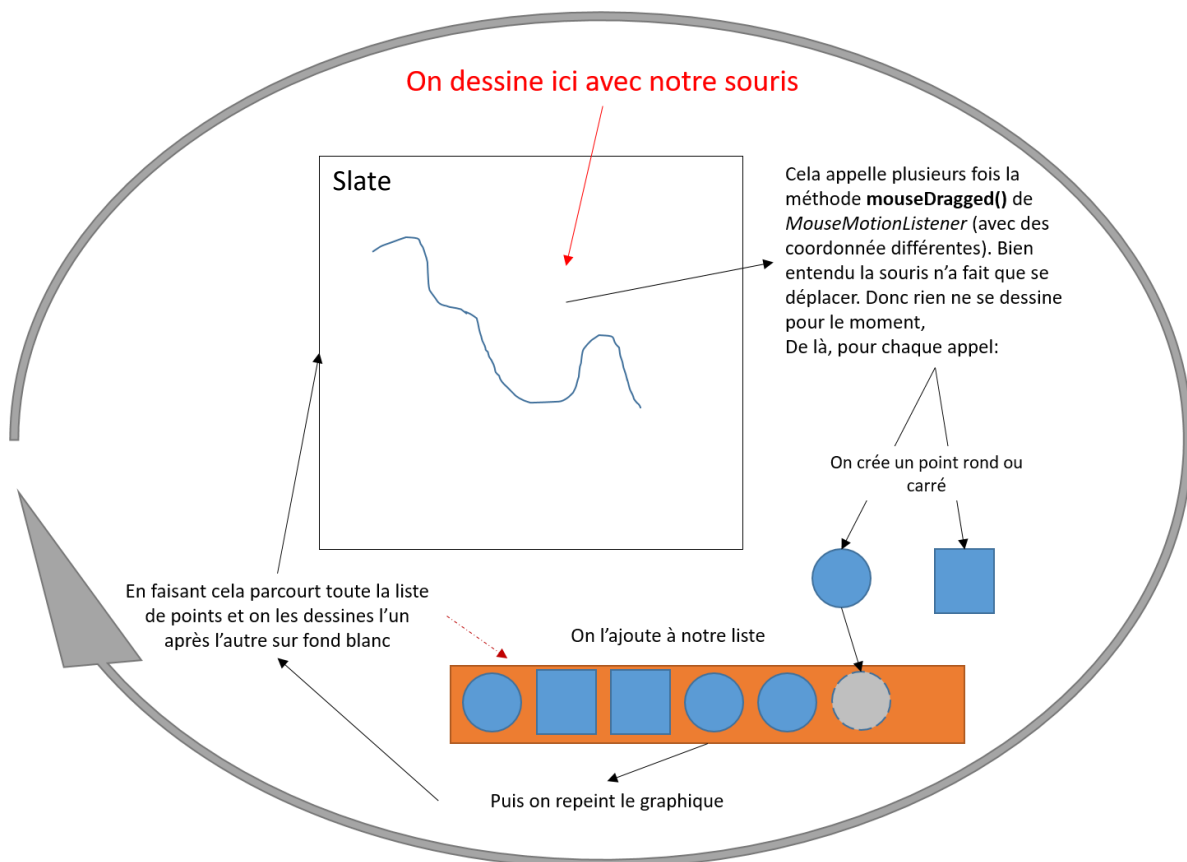 On dessine ici avec notre souris
Slate
Cela appelle plusieurs fois la
méthode mouseDragged() de
MouseMotionListener (avec des
coordonnée différentes). Bien
entendu la souris n’a fait que se
déplacer. Donc rien ne se dessine
pour le moment,
De là, pour chaque appel:
On crée un point rond ou
carré
On l’ajoute à notre liste
Puis on repeint le graphique
En faisant cela parcourt toute la liste
de points et on les dessines l’un
après l’autre sur fond blanc